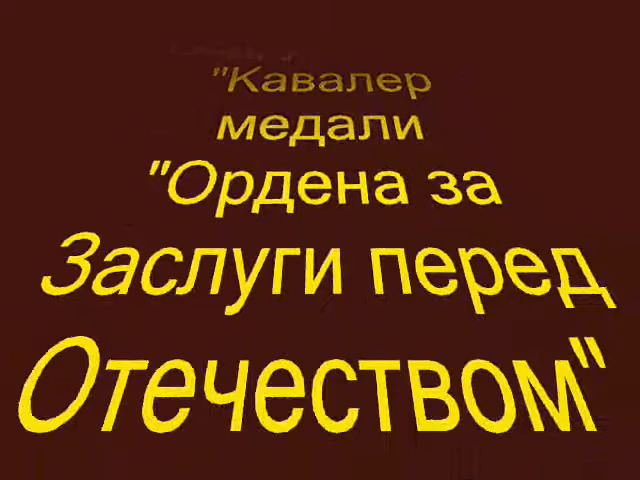 "Кавалер
медали
"Ордена за
Заслуги перед
Отечеством"